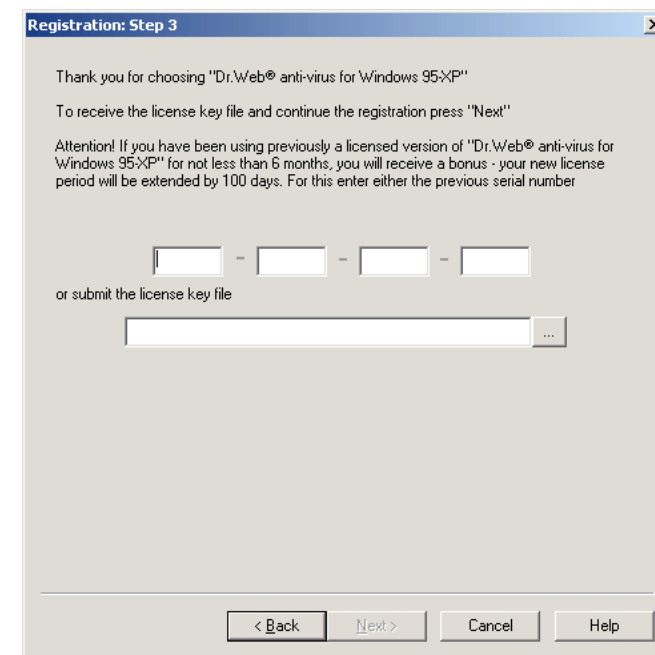 Registration: Step 3
Thank you for choosing "Dr.Web® anti-virus for Windows 95-XP"
To receive the license key file and continue the registration press "Next"
Attention! If you have been using previously a licensed version of "Dr.Web® anti-virus for
Windows 95-XP" for not less than 6 months, you will receive a bonus - your new license
period will be extended by 100 days. For this enter either the previous serial number
- - -
or submit the license key file
...
< Back Next > Cancel Help